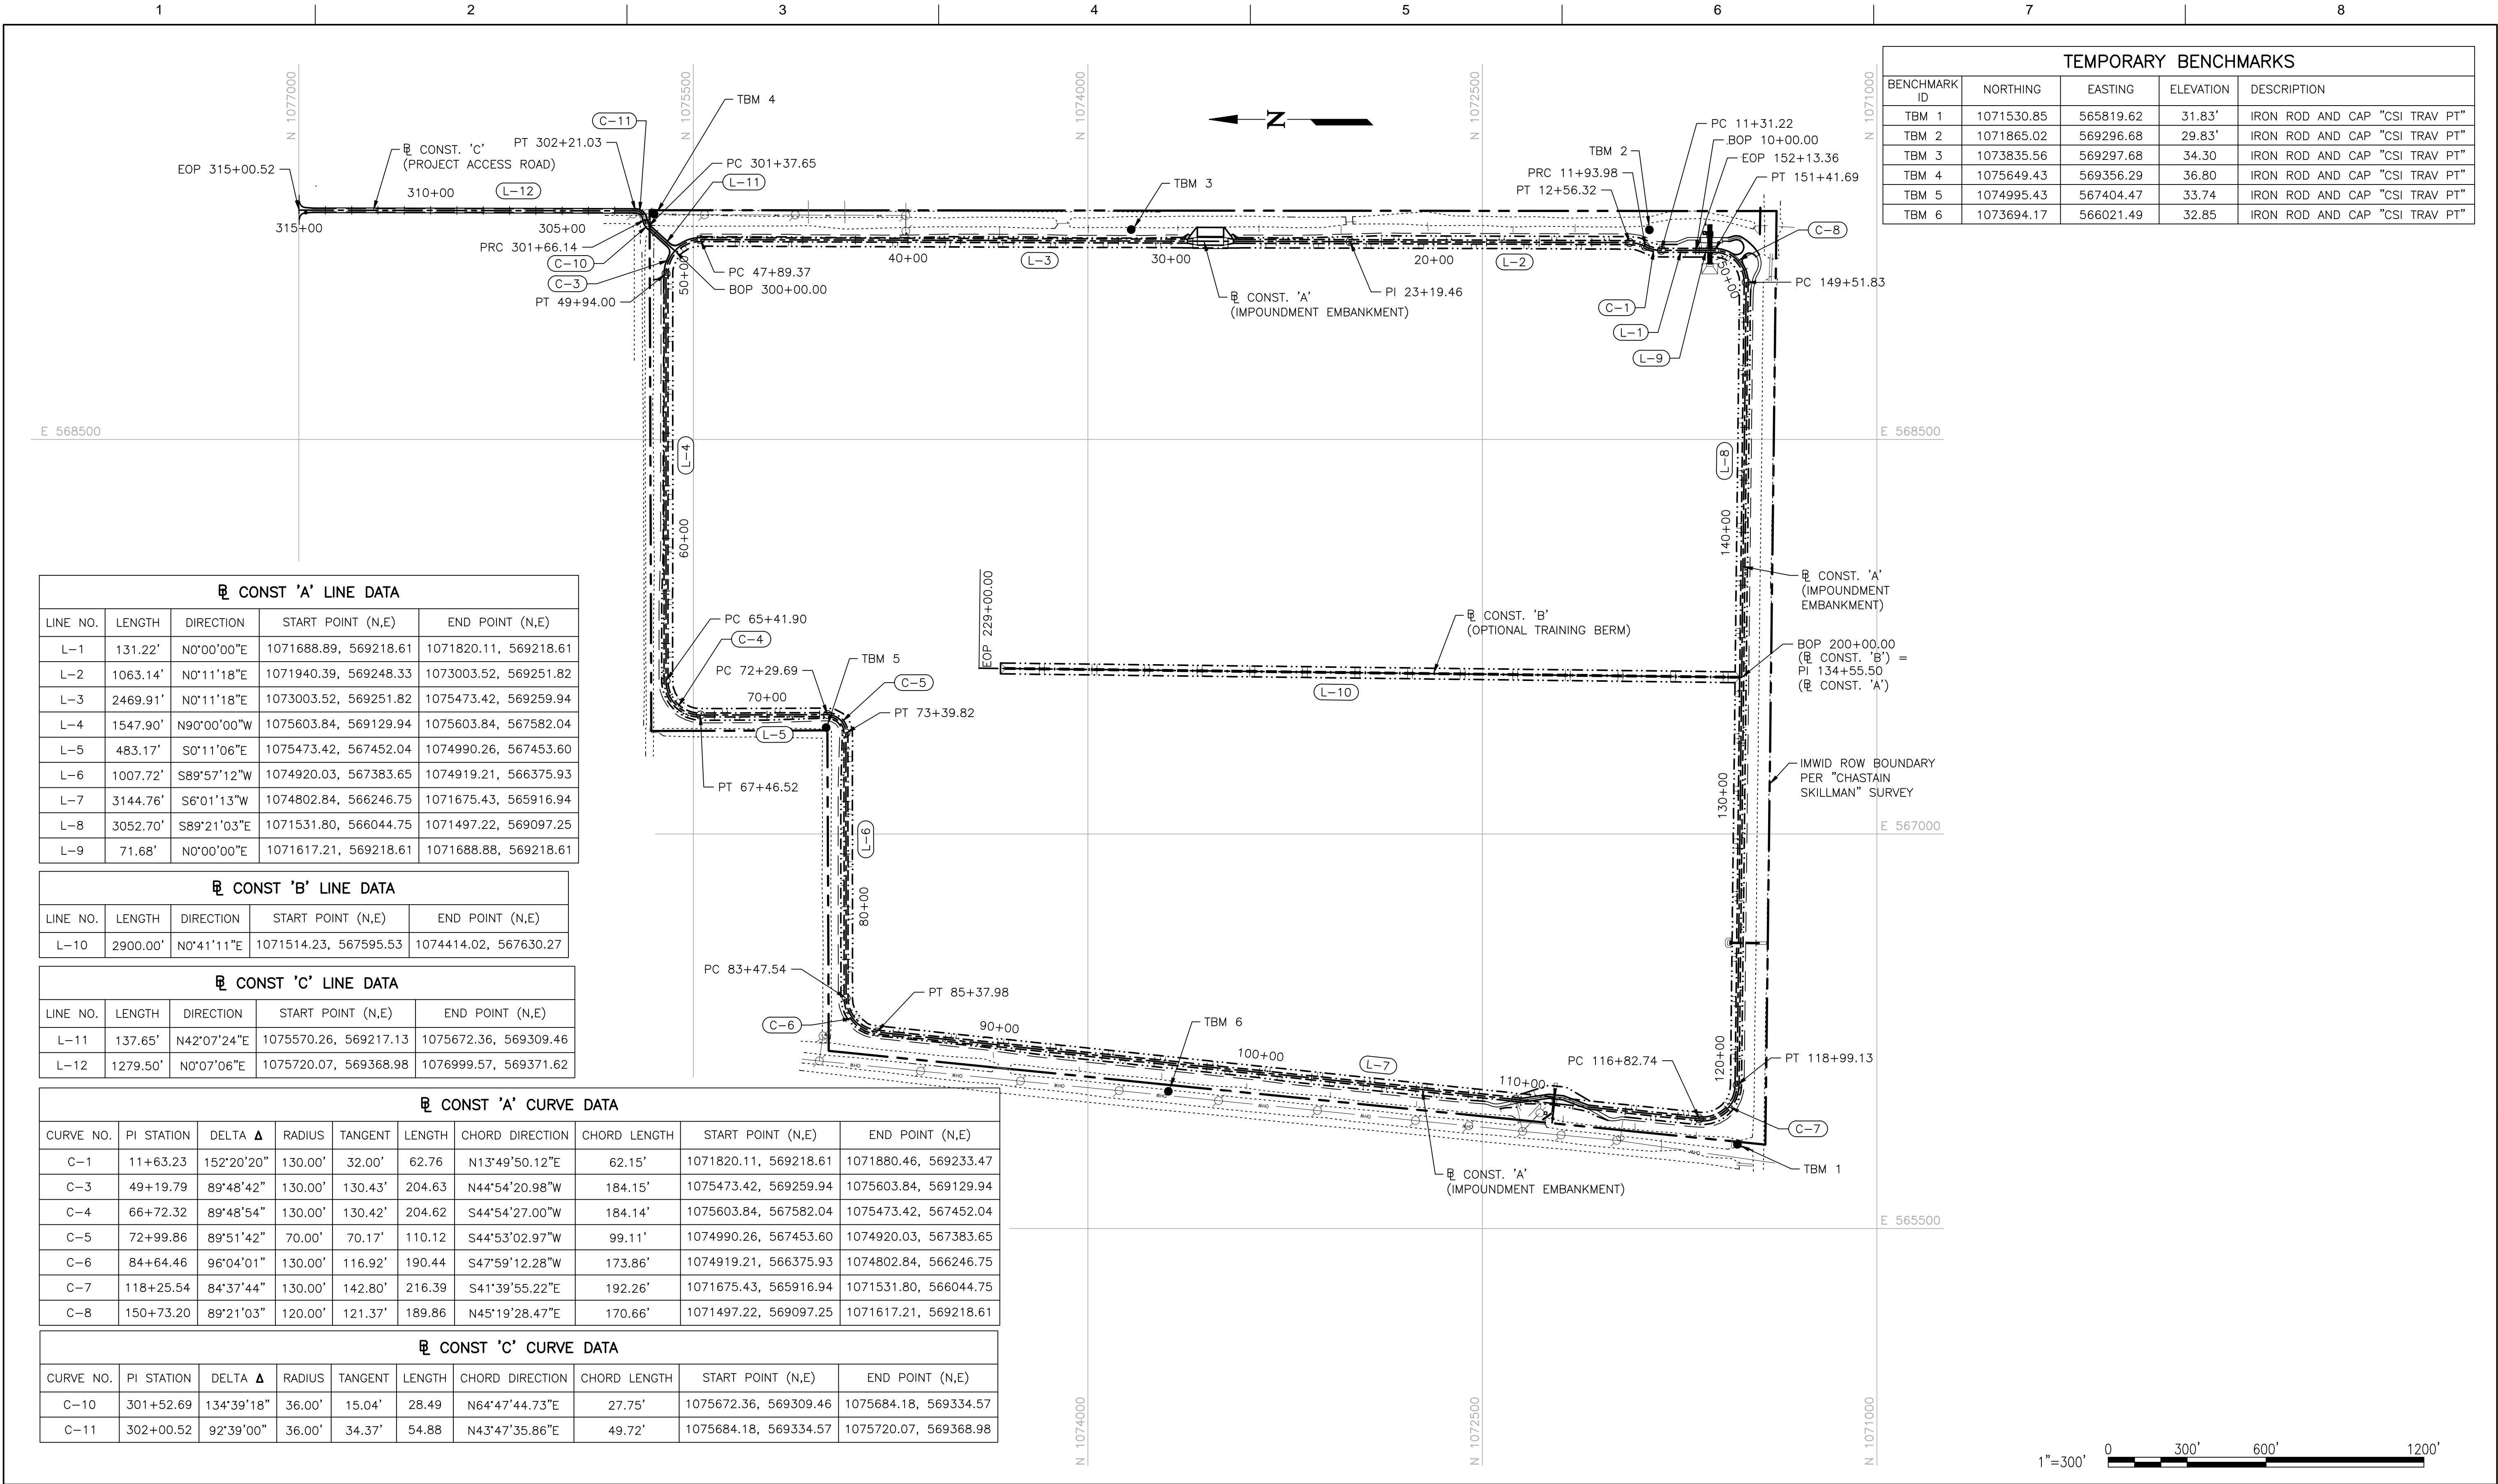 1 2 3 4 5 6 7 8
N 1077000
N 1075500
N 1074000
N 1072500
N 1071000
TEMPORARY BENCHMARKS
BENCHMARK ID NORTHING EASTING ELEVATION DESCRIPTION
TBM 1 1071530.85 565819.62 31.83' IRON ROD AND CAP "CSI TRAV PT"
TBM 2 1071865.02 569296.68 29.83' IRON ROD AND CAP "CSI TRAV PT"
TBM 3 1073835.56 569297.68 34.30 IRON ROD AND CAP "CSI TRAV PT"
TBM 4 1075649.43 569356.29 36.80 IRON ROD AND CAP "CSI TRAV PT"
TBM 5 1074995.43 567404.47 33.74 IRON ROD AND CAP "CSI TRAV PT"
TBM 6 1073694.17 566021.49 32.85 IRON ROD AND CAP "CSI TRAV PT"
TBM 4
C-11
PT 302+21.03
BL CONST. 'C'
(PROJECT ACCESS ROAD)
EOP 315+00.52
310+00
L-12
PC 301+37.65
L-11
315+00
305+00
PRC 301+66.14
C-10
C-3
PT 49+94.00
50+00
PC 47+89.37
BOP 300+00.00
N
TBM 3
40+00
L-3
30+00
BL CONST. 'A'
(IMPOUNDMENT EMBANKMENT)
PI 23+19.46
20+00
L-2
TBM 2
PRC 11+93.98
PT 12+56.32
PC 11+31.22
BOP 10+00.00
EOP 152+13.36
PT 151+41.69
C-8
150+00
PC 149+51.83
C-1
L-1
L-9
E 568500
E 568500
L-4
L-8
60+00
140+00
BL CONST. 'A'
(IMPOUNDMENT
EMBANKMENT)
EOP 229+00.00
BL CONST. 'B'
(OPTIONAL TRAINING BERM)
L-10
BOP 200+00.00
(BL CONST. 'B') =
PI 134+55.50
(BL CONST. 'A')
PC 65+41.90
C-4
PC 72+29.69
70+00
TBM 5
C-5
PT 73+39.82
L-5
PT 67+46.52
130+00
IMWID ROW BOUNDARY
PER "CHASTAIN
SKILLMAN" SURVEY
E 567000
L-6
80+00
PC 83+47.54
PT 85+37.98
C-6
90+00
TBM 6
100+00
L-7
110+00
PC 116+82.74
120+00
PT 118+99.13
C-7
TBM 1
BL CONST. 'A'
(IMPOUNDMENT EMBANKMENT)
E 565500
BL CONST 'A' LINE DATA
LINE NO. LENGTH DIRECTION START POINT (N,E) END POINT (N,E)
L-1 131.22' N0°00'00"E 1071688.89, 569218.61 1071820.11, 569218.61
L-2 1063.14' N0°11'18"E 1071940.39, 569248.33 1073003.52, 569251.82
L-3 2469.91' N0°11'18"E 1073003.52, 569251.82 1075473.42, 569259.94
L-4 1547.90' N90°00'00"W 1075603.84, 569129.94 1075603.84, 567582.04
L-5 483.17' S0°11'06"E 1075473.42, 567452.04 1074990.26, 567453.60
L-6 1007.72' S89°57'12"W 1074920.03, 567383.65 1074919.21, 566375.93
L-7 3144.76' S6°01'13"W 1074802.84, 566246.75 1071675.43, 565916.94
L-8 3052.70' S89°21'03"E 1071531.80, 566044.75 1071497.22, 569097.25
L-9 71.68' N0°00'00"E 1071617.21, 569218.61 1071688.88, 569218.61
BL CONST 'B' LINE DATA
LINE NO. LENGTH DIRECTION START POINT (N,E) END POINT (N,E)
L-10 2900.00' N0°41'11"E 1071514.23, 567595.53 1074414.02, 567630.27
BL CONST 'C' LINE DATA
LINE NO. LENGTH DIRECTION START POINT (N,E) END POINT (N,E)
L-11 137.65' N42°07'24"E 1075570.26, 569217.13 1075672.36, 569309.46
L-12 1279.50' N0°07'06"E 1075720.07, 569368.98 1076999.57, 569371.62
BL CONST 'A' CURVE DATA
CURVE NO. PI STATION DELTA Δ RADIUS TANGENT LENGTH CHORD DIRECTION CHORD LENGTH START POINT (N,E) END POINT (N,E)
C-1 11+63.23 152°20'20" 130.00' 32.00' 62.76 N13°49'50.12"E 62.15' 1071820.11, 569218.61 1071880.46, 569233.47
C-3 49+19.79 89°48'42" 130.00' 130.43' 204.63 N44°54'20.98"W 184.15' 1075473.42, 569259.94 1075603.84, 569129.94
C-4 66+72.32 89°48'54" 130.00' 130.42' 204.62 S44°54'27.00"W 184.14' 1075603.84, 567582.04 1075473.42, 567452.04
C-5 72+99.86 89°51'42" 70.00' 70.17' 110.12 S44°53'02.97"W 99.11' 1074990.26, 567453.60 1074920.03, 567383.65
C-6 84+64.46 96°04'01" 130.00' 116.92' 190.44 S47°59'12.28"W 173.86' 1074919.21, 566375.93 1074802.84, 566246.75
C-7 118+25.54 84°37'44" 130.00' 142.80' 216.39 S41°39'55.22"E 192.26' 1071675.43, 565916.94 1071531.80, 566044.75
C-8 150+73.20 89°21'03" 120.00' 121.37' 189.86 N45°19'28.47"E 170.66' 1071497.22, 569097.25 1071617.21, 569218.61
BL CONST 'C' CURVE DATA
CURVE NO. PI STATION DELTA Δ RADIUS TANGENT LENGTH CHORD DIRECTION CHORD LENGTH START POINT (N,E) END POINT (N,E)
C-10 301+52.69 134°39'18" 36.00' 15.04' 28.49 N64°47'44.73"E 27.75' 1075672.36, 569309.46 1075684.18, 569334.57
C-11 302+00.52 92°39'00" 36.00' 34.37' 54.88 N43°47'35.86"E 49.72' 1075684.18, 569334.57 1075720.07, 569368.98
N 1074000
N 1072500
N 1071000
1"=300'
0 300' 600' 1200'